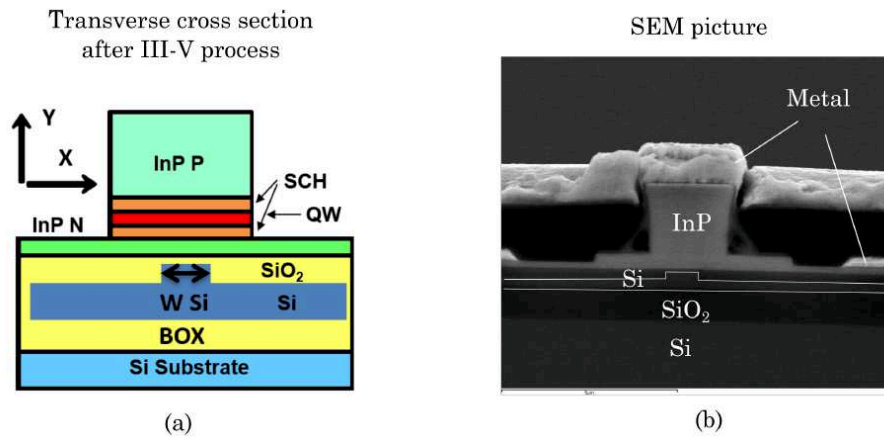 Transverse cross section
after III-V process
Y
X
InP P
SCH
QW
InP N
SiO₂
W Si
Si
BOX
Si Substrate
(a)
SEM picture
Metal
InP
Si
SiO₂
Si
(b)